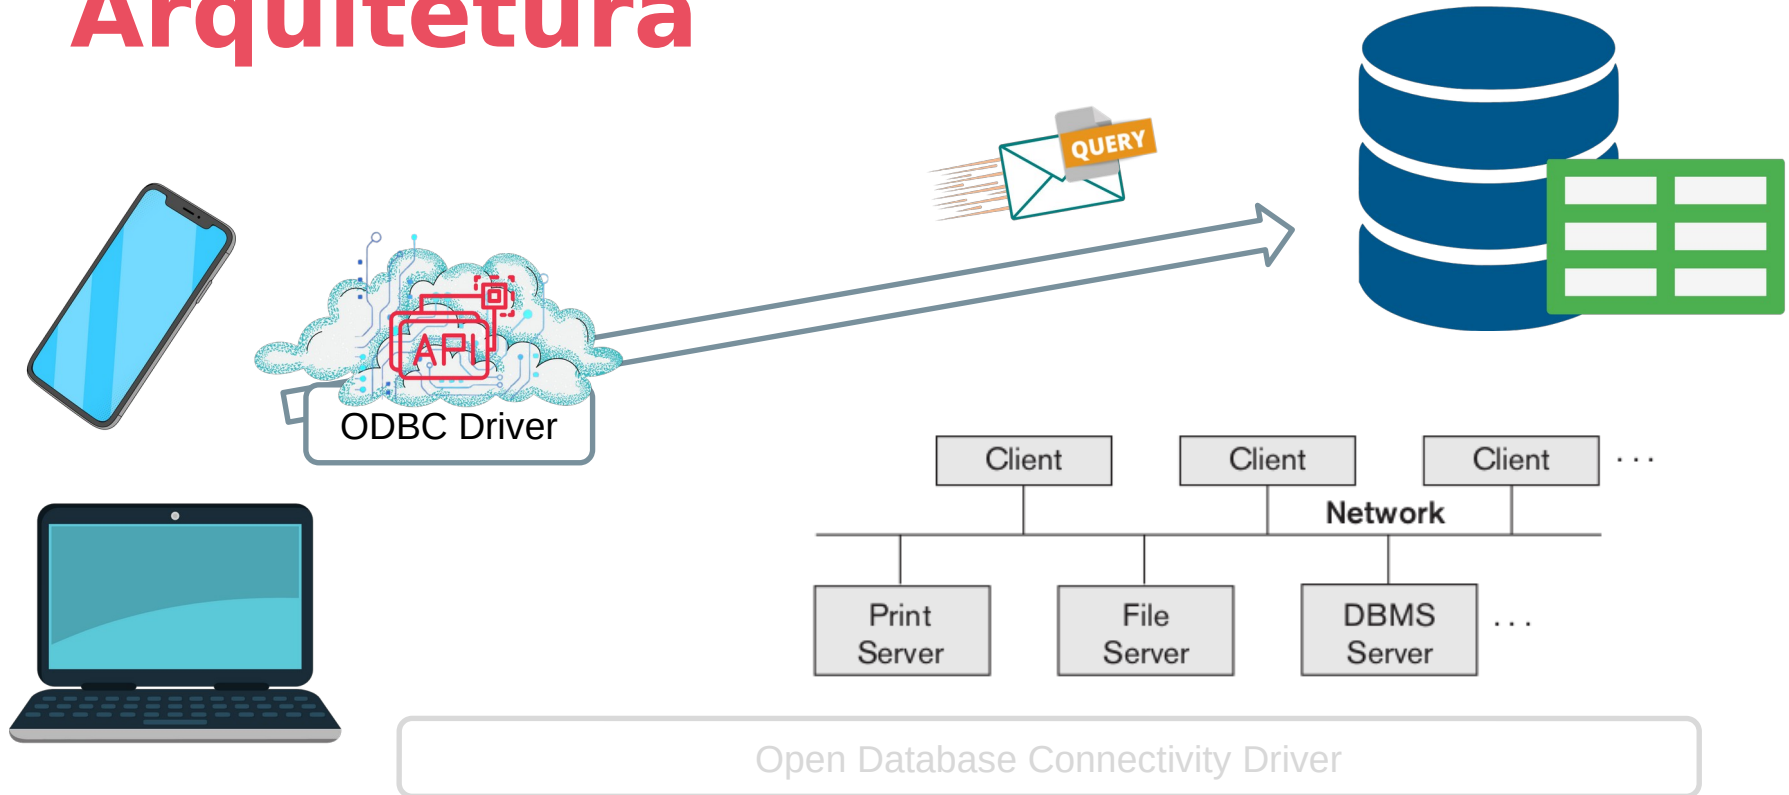 Arquitetura
QUERY
API
ODBC Driver
Client
Client
Client
...
Network
Print
Server
File
Server
DBMS
Server
...
Open Database Connectivity Driver